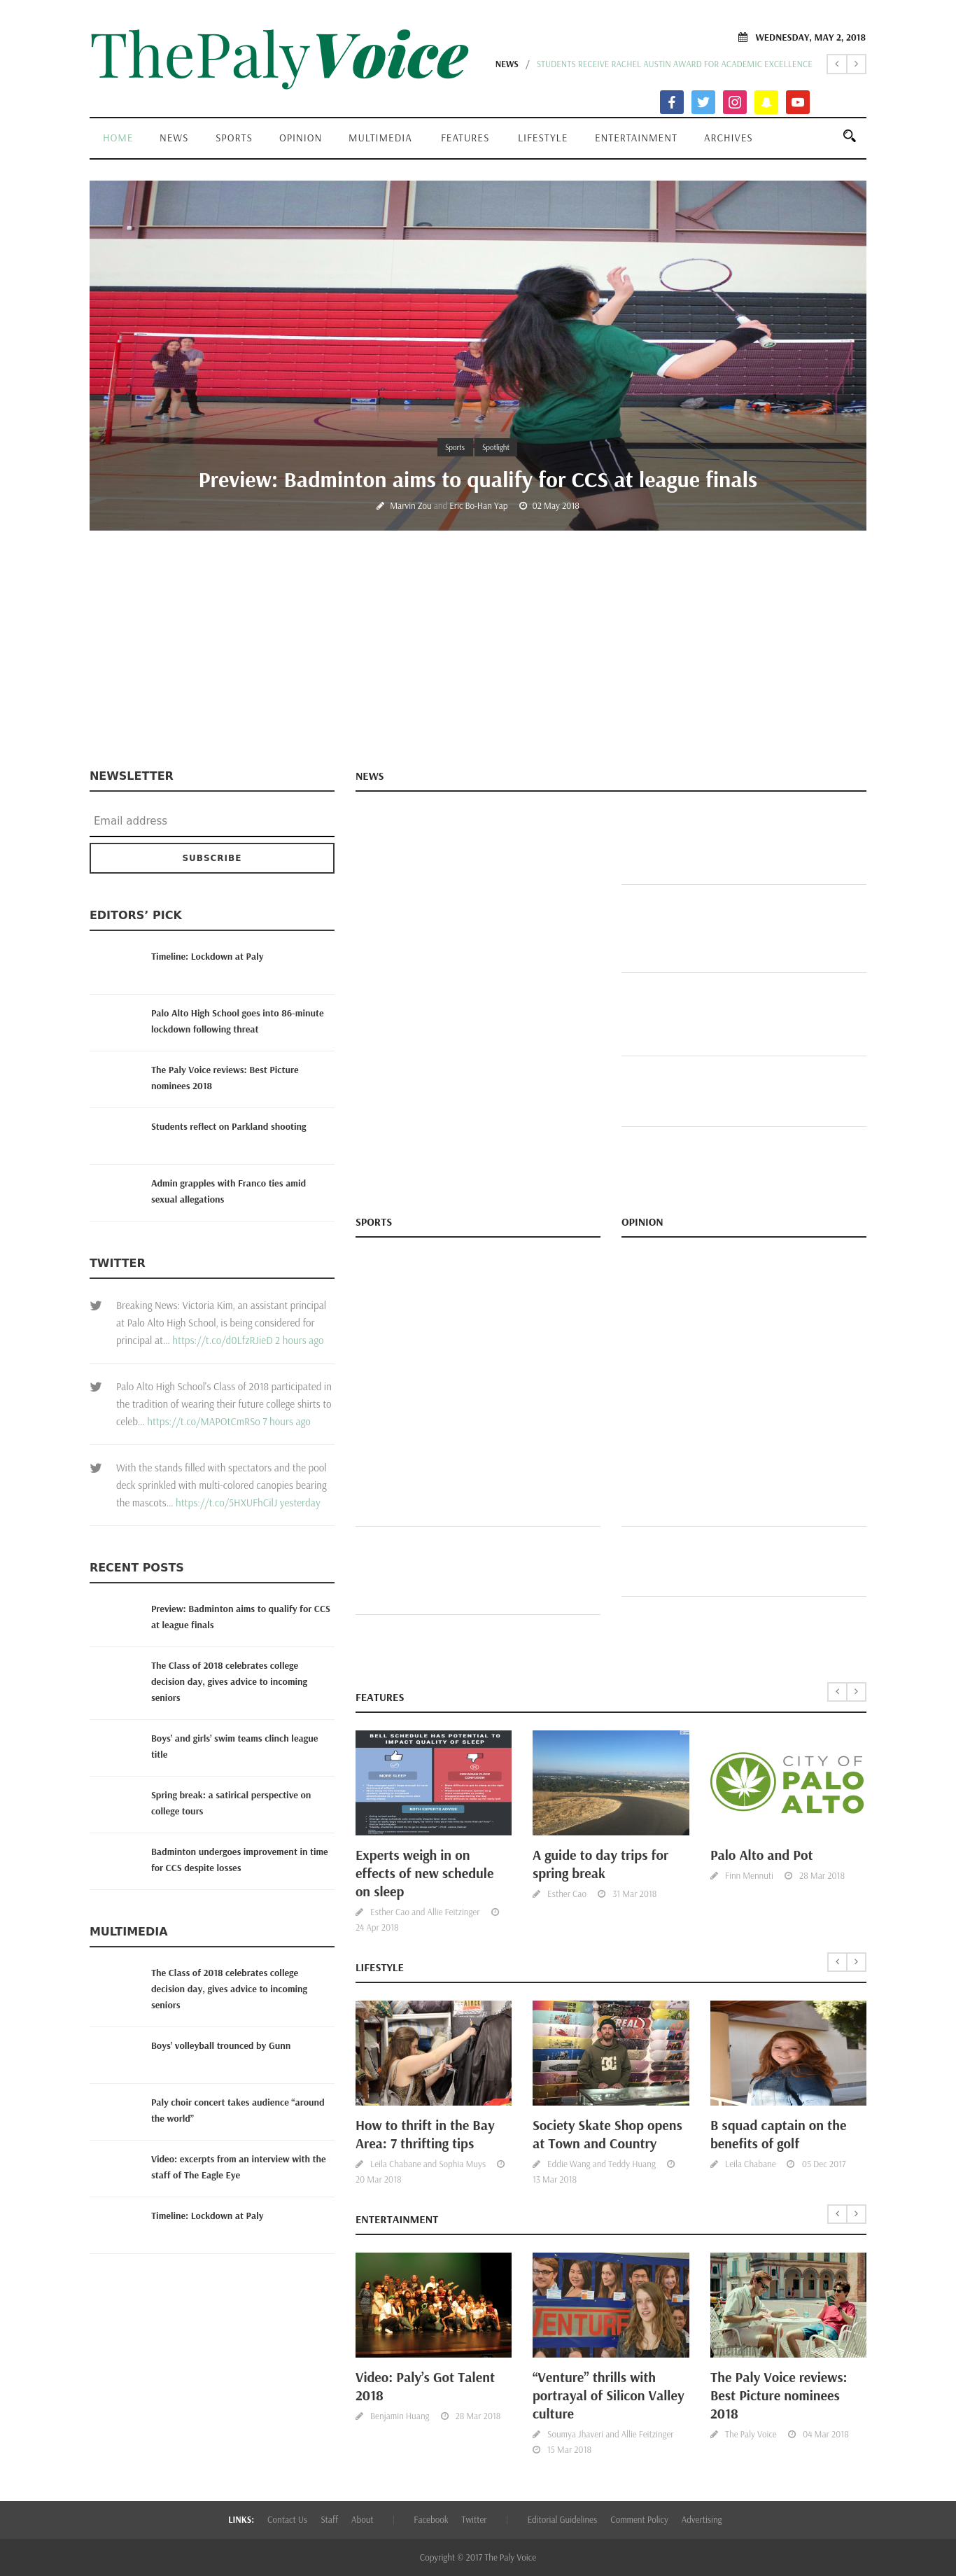 ThePalyVoice
WEDNESDAY, MAY 2, 2018
NEWS / STUDENTS RECEIVE RACHEL AUSTIN AWARD FOR ACADEMIC EXCELLENCE
HOME NEWS SPORTS OPINION MULTIMEDIA FEATURES LIFESTYLE ENTERTAINMENT ARCHIVES
Sports Spotlight
Preview: Badminton aims to qualify for CCS at league finals
Marvin Zou and Eric Bo-Han Yap 02 May 2018
NEWSLETTER
Email address
SUBSCRIBE
EDITORS’ PICK
Timeline: Lockdown at Paly
Palo Alto High School goes into 86-minute
lockdown following threat
The Paly Voice reviews: Best Picture
nominees 2018
Students reflect on Parkland shooting
Admin grapples with Franco ties amid
sexual allegations
TWITTER
Breaking News: Victoria Kim, an assistant principal
at Palo Alto High School, is being considered for
principal at... https://t.co/d0LfzRJieD 2 hours ago
Palo Alto High School's Class of 2018 participated in
the tradition of wearing their future college shirts to
celeb... https://t.co/MAPOtCmRSo 7 hours ago
With the stands filled with spectators and the pool
deck sprinkled with multi-colored canopies bearing
the mascots... https://t.co/5HXUFhCilJ yesterday
RECENT POSTS
Preview: Badminton aims to qualify for CCS
at league finals
The Class of 2018 celebrates college
decision day, gives advice to incoming
seniors
Boys’ and girls’ swim teams clinch league
title
Spring break: a satirical perspective on
college tours
Badminton undergoes improvement in time
for CCS despite losses
MULTIMEDIA
The Class of 2018 celebrates college
decision day, gives advice to incoming
seniors
Boys’ volleyball trounced by Gunn
Paly choir concert takes audience “around
the world”
Video: excerpts from an interview with the
staff of The Eagle Eye
Timeline: Lockdown at Paly
NEWS
SPORTS
OPINION
FEATURES
BELL SCHEDULE HAS POTENTIAL TO
IMPACT QUALITY OF SLEEP
MORE SLEEP
WITH EXPERTS ADVICE
CITY OF
PALO
ALTO
Experts weigh in on
effects of new schedule
on sleep
Esther Cao and Allie Feitzinger
24 Apr 2018
A guide to day trips for
spring break
Esther Cao 31 Mar 2018
Palo Alto and Pot
Finn Mennuti 28 Mar 2018
LIFESTYLE
REAL
How to thrift in the Bay
Area: 7 thrifting tips
Leila Chabane and Sophia Muys
20 Mar 2018
Society Skate Shop opens
at Town and Country
Eddie Wang and Teddy Huang
13 Mar 2018
B squad captain on the
benefits of golf
Leila Chabane 05 Dec 2017
ENTERTAINMENT
Video: Paly’s Got Talent
2018
Benjamin Huang 28 Mar 2018
“Venture” thrills with
portrayal of Silicon Valley
culture
Soumya Jhaveri and Allie Feitzinger
15 Mar 2018
The Paly Voice reviews:
Best Picture nominees
2018
The Paly Voice 04 Mar 2018
LINKS: Contact Us Staff About | Facebook Twitter | Editorial Guidelines Comment Policy Advertising
Copyright © 2017 The Paly Voice